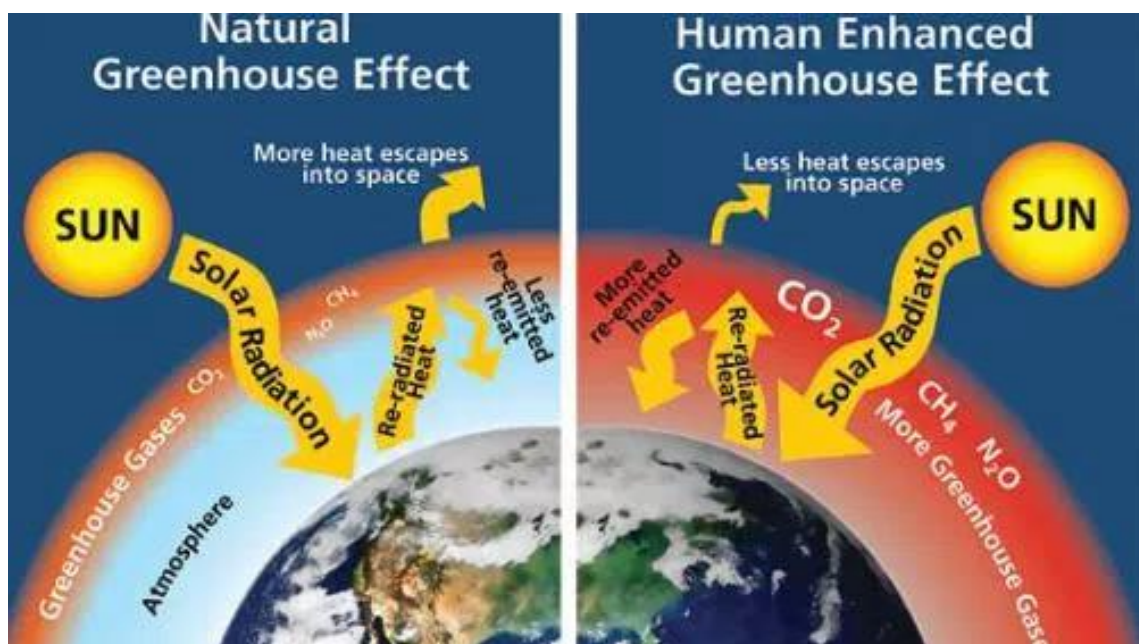 Natural
Greenhouse Effect
More heat escapes
into space
SUN
Solar Radiation
Less
re-emitted
heat
Re-radiated
Heat
CH₄
N₂O
CO₂
Greenhouse Gases
Atmosphere
Human Enhanced
Greenhouse Effect
Less heat escapes
into space
SUN
Solar Radiation
More
re-emitted
heat
Re-radiated
Heat
CO₂
CH₄
N₂O
More Greenhouse Gase